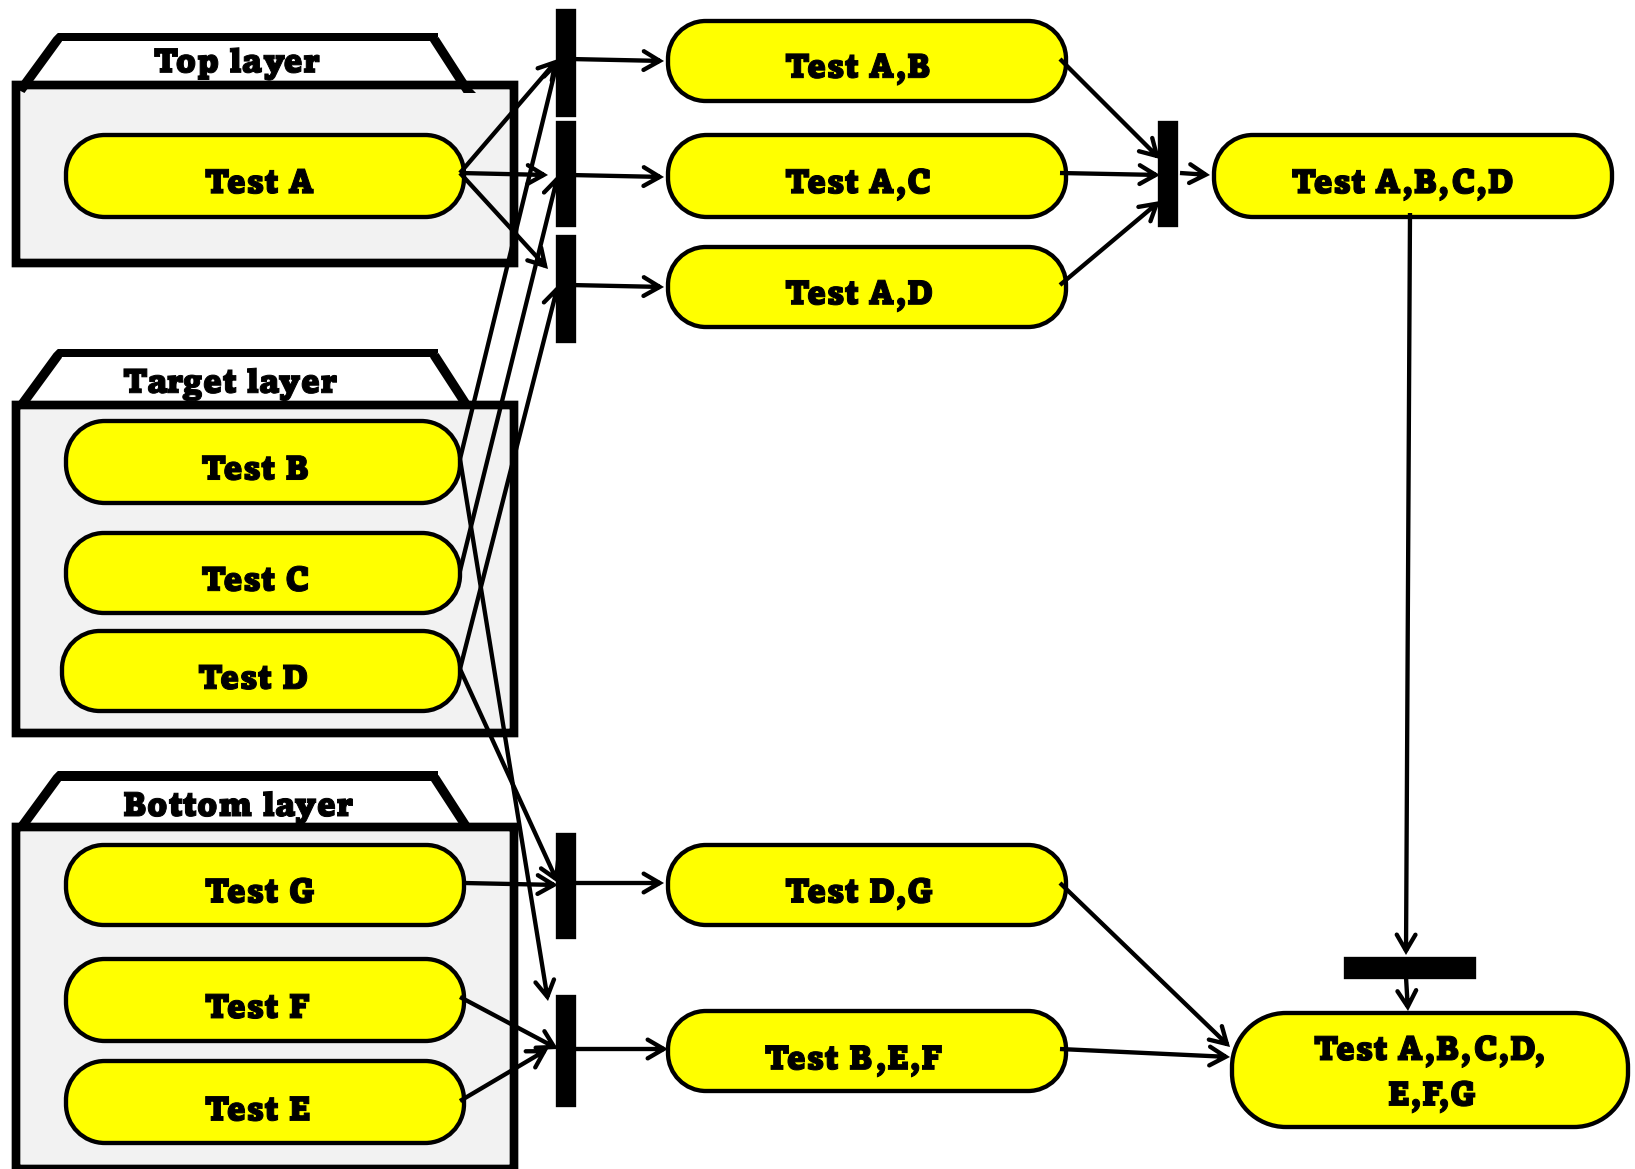 Top layer
Test A
Target layer
Test B
Test C
Test D
Bottom layer
Test G
Test F
Test E
Test A,B
Test A,C
Test A,D
Test D,G
Test B,E,F
Test A,B,C,D
Test A,B,C,D,
E,F,G